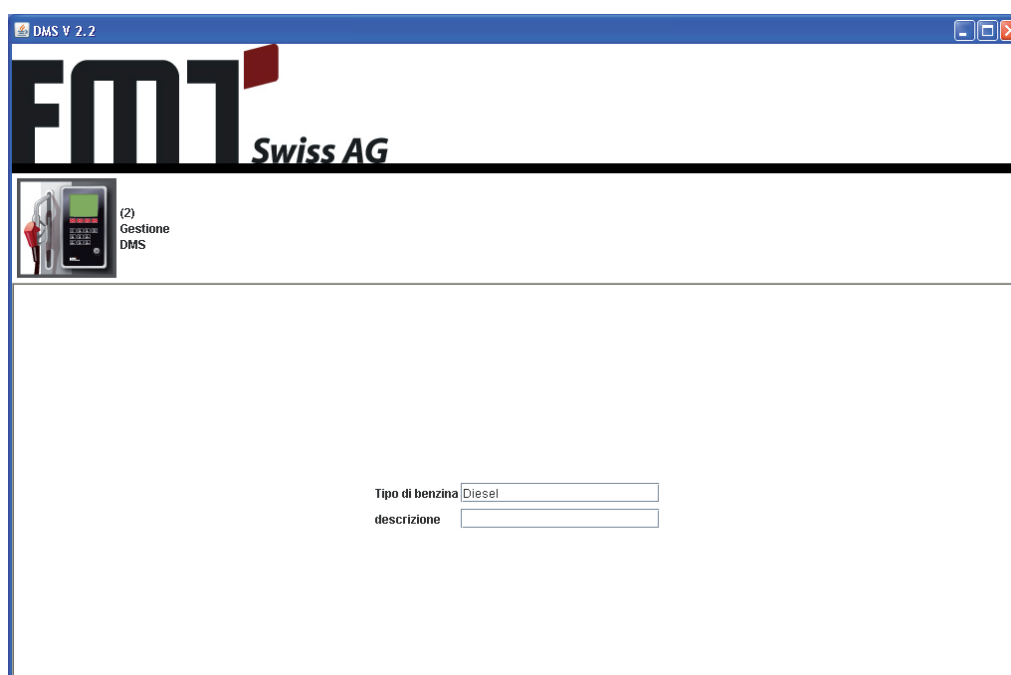 DMS V 2.2
FMT
Swiss AG
(2)
Gestione
DMS
Tipo di benzina Diesel
descrizione